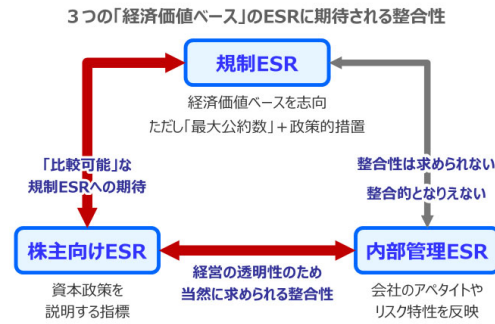 ３つの「経済価値ベース」のESRに期待される整合性
規制ESR
経済価値ベースを志向
ただし「最大公約数」＋政策的措置
「比較可能」な
規制ESRへの期待
整合性は求められない
整合的となりえない
株主向けESR
経営の透明性のため
当然に求められる整合性
内部管理ESR
資本政策を
説明する指標
会社のアペタイトや
リスク特性を反映